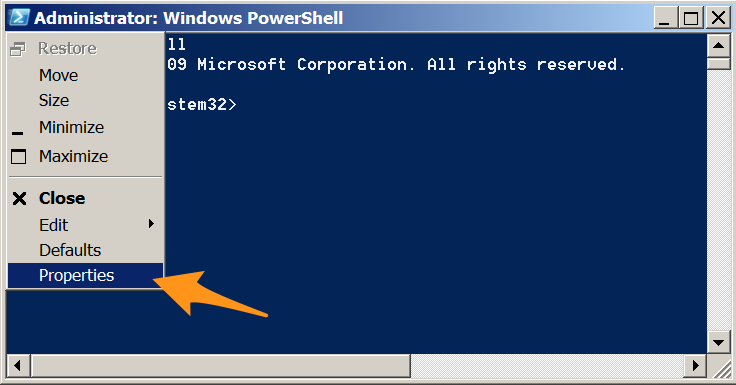 Administrator: Windows PowerShell
Restore
Move
Size
Minimize
Maximize
Close
Edit
Defaults
Properties
ll
09 Microsoft Corporation. All rights reserved.
stem32>